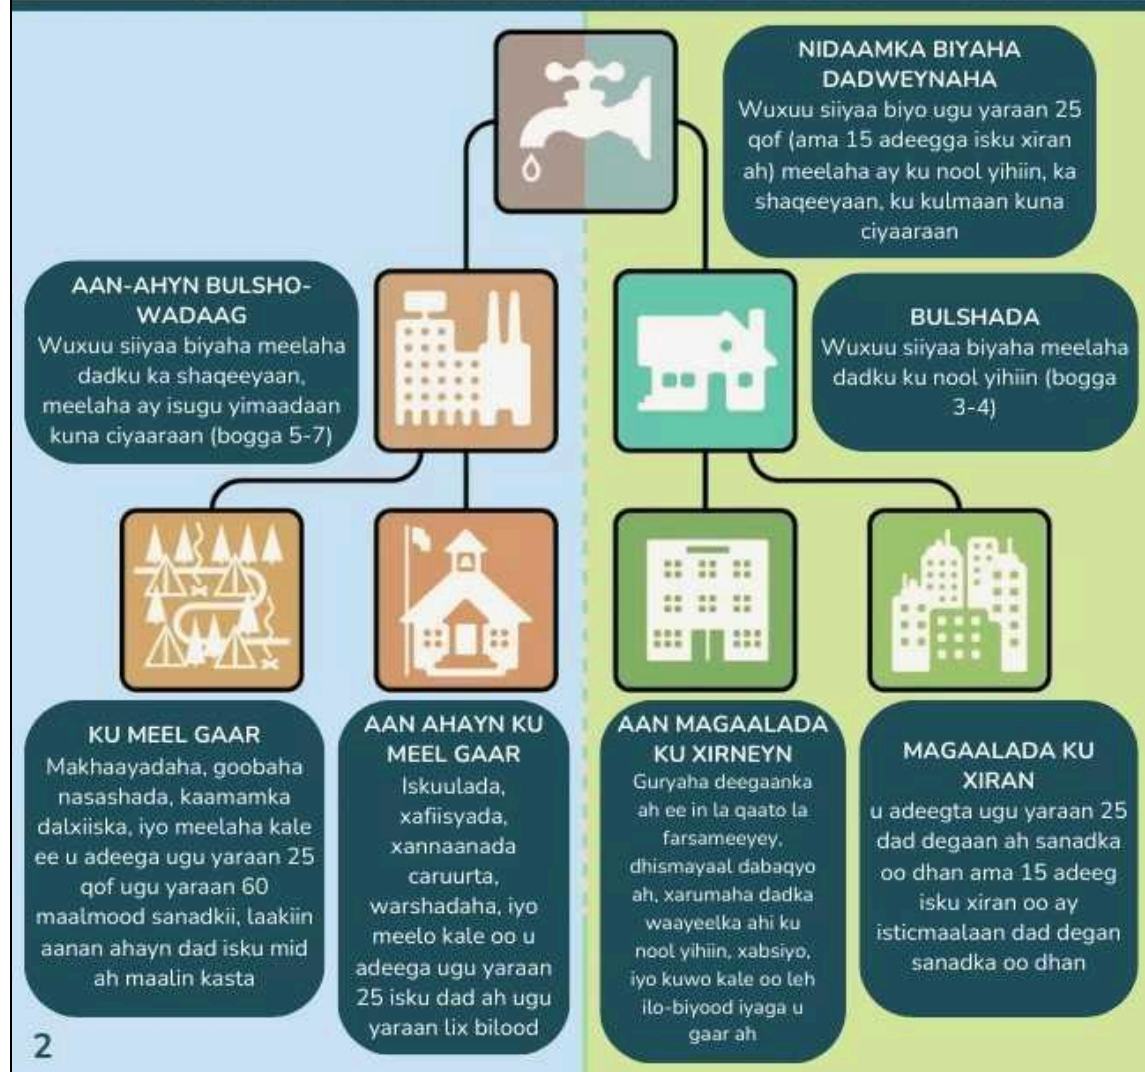 NIDAAMKA BIYAHA
DADWEYNAHA
Wuxuu siiyaa biyo ugu yaraan 25
qof (ama 15 adeegga isku xiran
ah) meelaha ay ku nool yihiin, ka
shaqeeyaan, ku kulmaan kuna
ciyaaraan
AAN-AHYN BULSHO-
WADAAG
Wuxuu siiyaa biyaha meelaha
dadku ka shaqeeyaan,
meelaha ay isugu yimaadaan
kuna ciyaaraan (bogga 5-7)
BULSHADA
Wuxuu siiyaa biyaha meelaha
dadku ku nool yihiin (bogga
3-4)
KU MEEL GAAR
Makhaayadaha, goobaha
nasashada, kaamamka
dalxiiska, iyo meelaha kale
ee u adeega ugu yaraan 25
qof ugu yaraan 60
maalmood sanadkii, laakiin
aanan ahayn dad isku mid
ah maalin kasta
AAN AHAYN KU
MEEL GAAR
Iskuulada,
xafiisyada,
xannaanada
caruurta,
warshadaha, iyo
meelo kale oo u
adeega ugu yaraan
25 isku dad ah ugu
yaraan lix bilood
AAN MAGAALADA
KU XIRNEYN
Guryaha deegaanka
ah ee in la qaato la
farsameeyey,
dhismayaal dabaqyo
ah, xarumaha dadka
waayeelka ahi ku
nool yihiin, xabsiyo,
iyo kuwo kale oo leh
ilo-biyood iyaga u
gaar ah
MAGAALADA KU
XIRAN
u adeegta ugu yaraan 25
dad degaan ah sanadka
oo dhan ama 15 adeeg
isku xiran oo ay
isticmaalaan dad degan
sanadka oo dhan
2